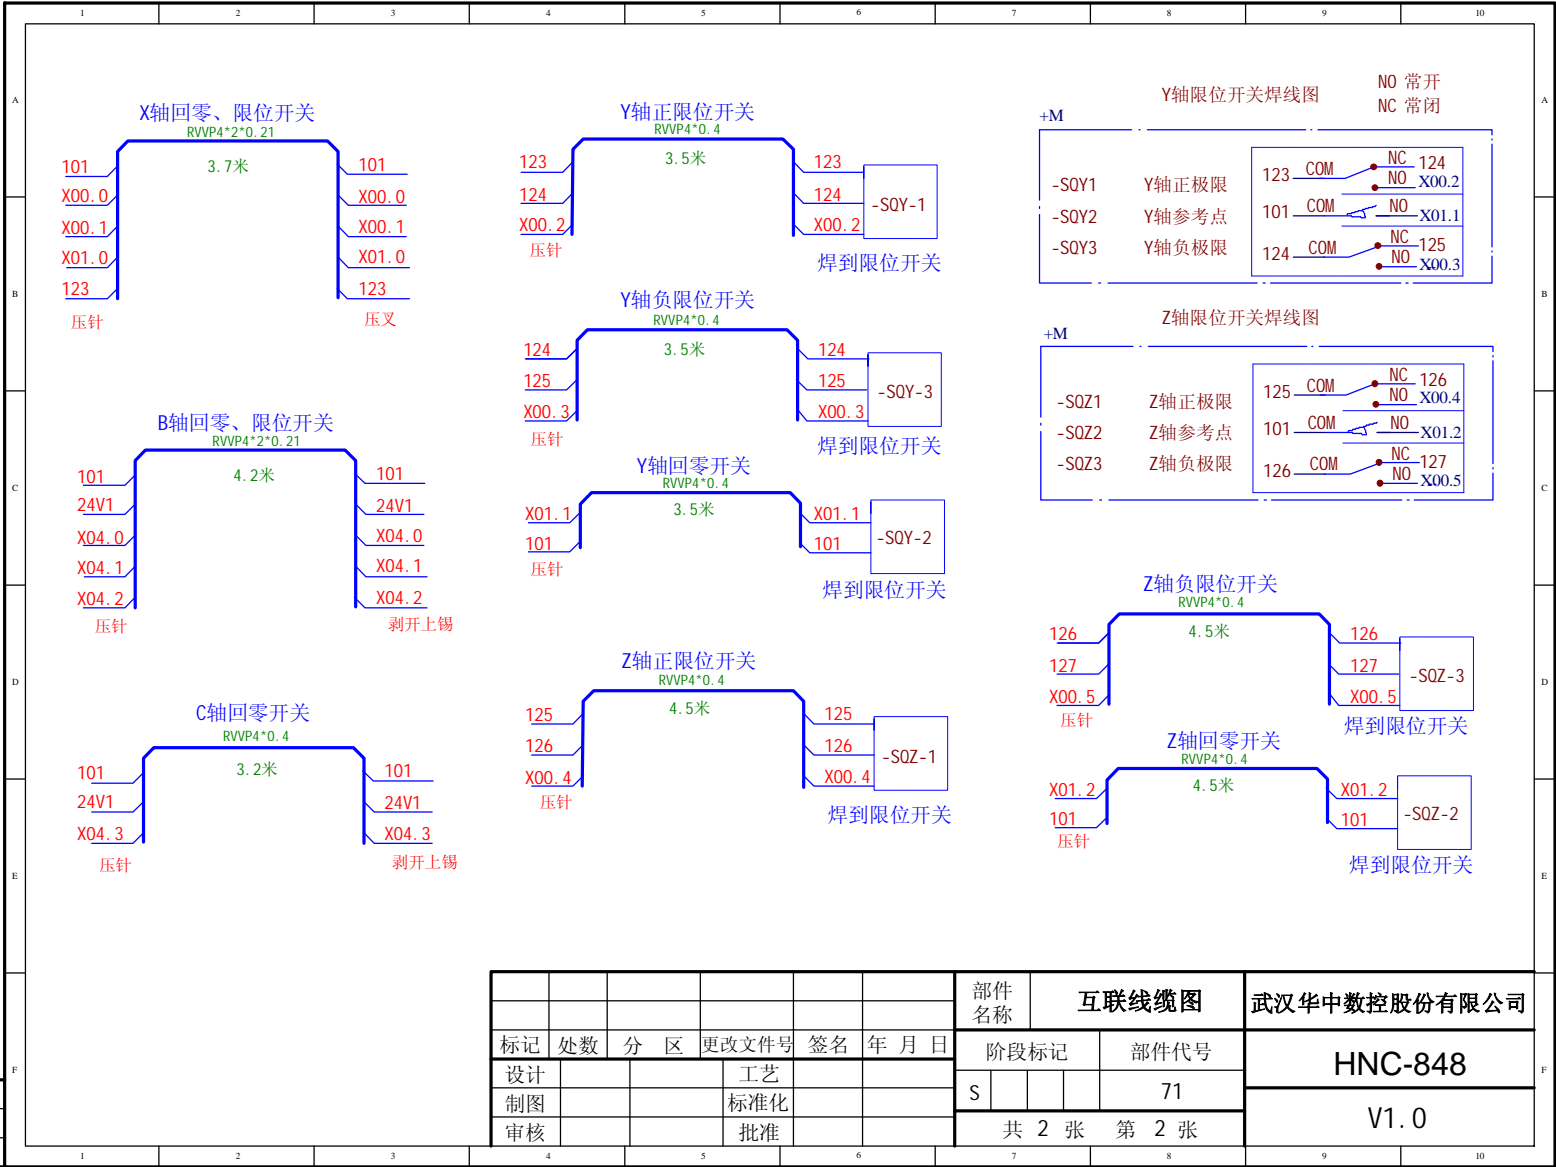 1 2 3 4 5 6 7 8 9 10
A
B
C
D
E
F
X轴回零、限位开关
RVVP4*2*0.21
3.7米
101 101
X00.0 X00.0
X00.1 X00.1
X01.0 X01.0
123 123
压针 压叉
B轴回零、限位开关
RVVP4*2*0.21
4.2米
101 101
24V1 24V1
X04.0 X04.0
X04.1 X04.1
X04.2 X04.2
压针 剥开上锡
C轴回零开关
RVVP4*0.4
3.2米
101 101
24V1 24V1
X04.3 X04.3
压针 剥开上锡
Y轴正限位开关
RVVP4*0.4
3.5米
123 123
124 124 -SQY-1
X00.2 X00.2
压针 焊到限位开关
Y轴负限位开关
RVVP4*0.4
3.5米
124 124
125 125 -SQY-3
X00.3 X00.3
压针 焊到限位开关
Y轴回零开关
RVVP4*0.4
3.5米
X01.1 X01.1
101 101 -SQY-2
压针 焊到限位开关
Z轴正限位开关
RVVP4*0.4
4.5米
125 125
126 126 -SQZ-1
X00.4 X00.4
压针 焊到限位开关
Y轴限位开关焊线图
NO 常开
NC 常闭
+M
-SQY1 Y轴正极限 123 COM NC 124
NO X00.2
-SQY2 Y轴参考点 101 COM NO X01.1
-SQY3 Y轴负极限 124 COM NC 125
NO X00.3
Z轴限位开关焊线图
+M
-SQZ1 Z轴正极限 125 COM NC 126
NO X00.4
-SQZ2 Z轴参考点 101 COM NO X01.2
-SQZ3 Z轴负极限 126 COM NC 127
NO X00.5
Z轴负限位开关
RVVP4*0.4
4.5米
126 126
127 127 -SQZ-3
X00.5 X00.5
压针 焊到限位开关
Z轴回零开关
RVVP4*0.4
4.5米
X01.2 X01.2
101 101 -SQZ-2
压针 焊到限位开关
标记 处数 分 区 更改文件号 签名 年 月 日
设计 工艺
制图 标准化
审核 批准
部件名称 互联线缆图 武汉华中数控股份有限公司
阶段标记 部件代号 HNC-848
S 71
共 2 张 第 2 张 V1.0
A
B
C
D
E
F
1 2 3 4 5 6 7 8 9 10